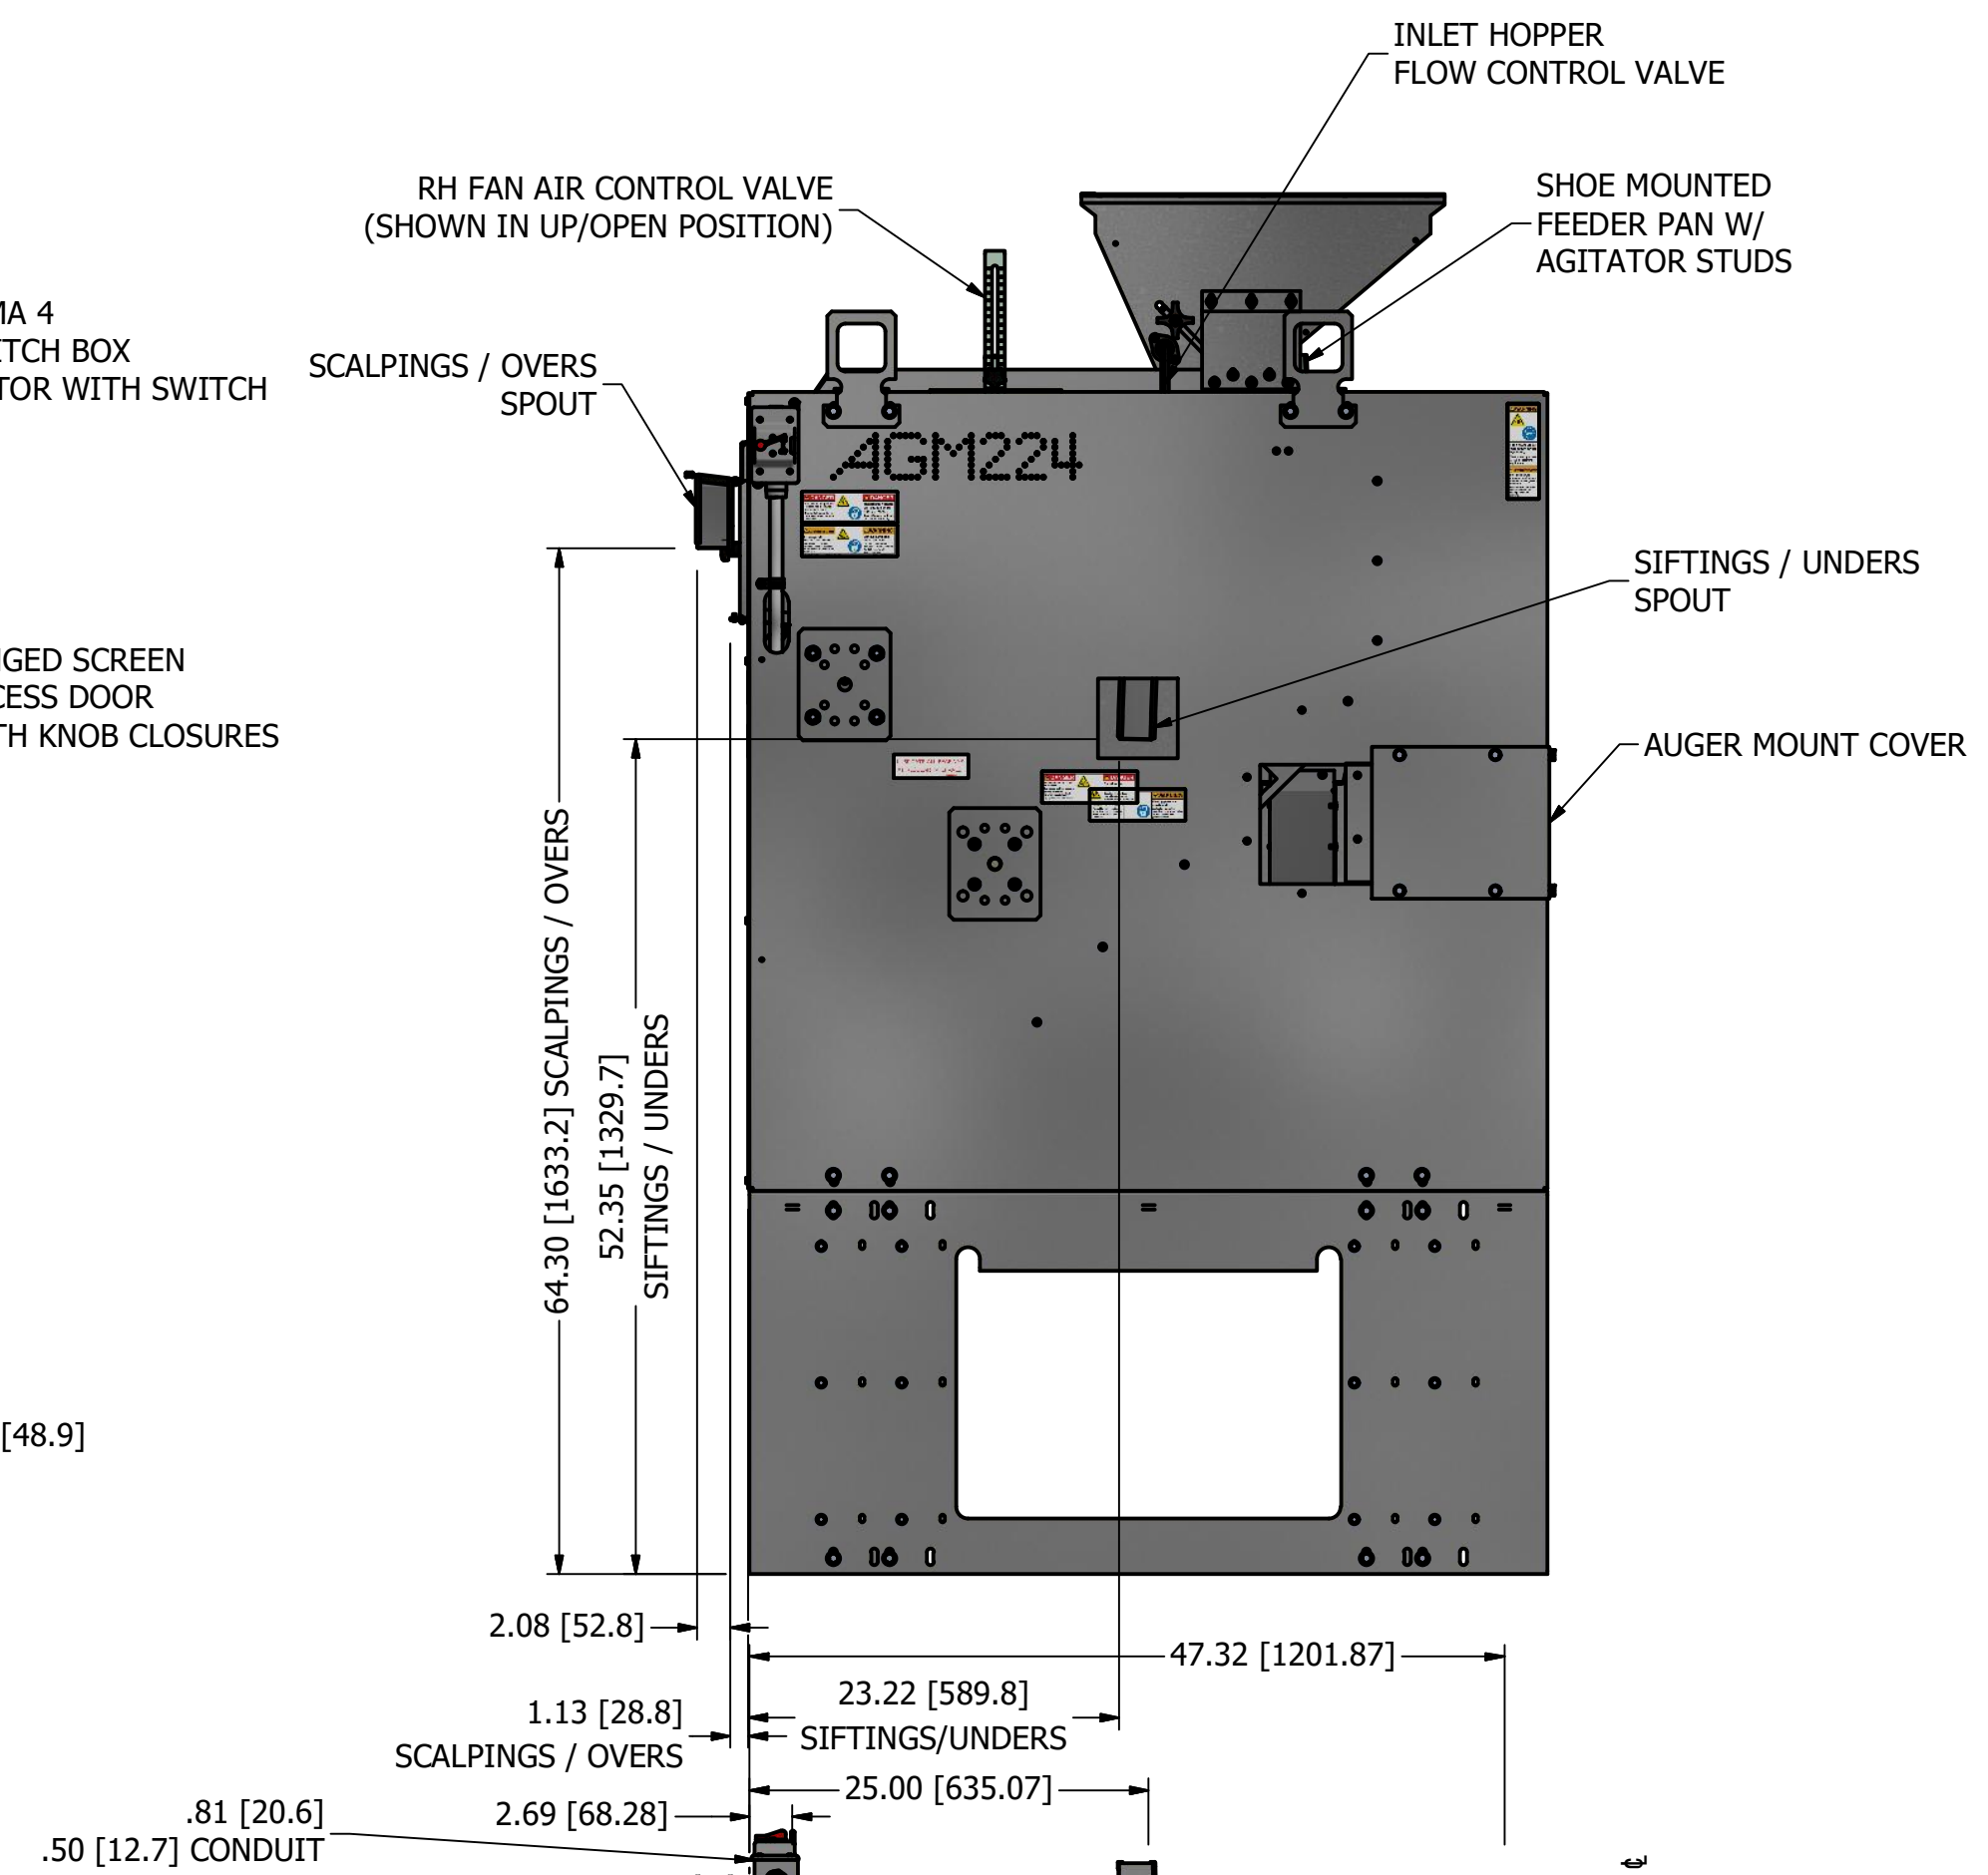 INLET HOPPER
FLOW CONTROL VALVE
RH FAN AIR CONTROL VALVE
(SHOWN IN UP/OPEN POSITION)
SHOE MOUNTED
FEEDER PAN W/
AGITATOR STUDS
MA 4
ITCH BOX
TOR WITH SWITCH
SCALPINGS / OVERS
SPOUT
AGM224
SIFTINGS / UNDERS
SPOUT
GED SCREEN
CESS DOOR
TH KNOB CLOSURES
AUGER MOUNT COVER
64.30 [1633.2] SCALPINGS / OVERS
52.35 [1329.7]
SIFTINGS / UNDERS
[48.9]
2.08 [52.8]
47.32 [1201.87]
23.22 [589.8]
SIFTINGS/UNDERS
1.13 [28.8]
SCALPINGS / OVERS
25.00 [635.07]
2.69 [68.28]
.81 [20.6]
.50 [12.7] CONDUIT